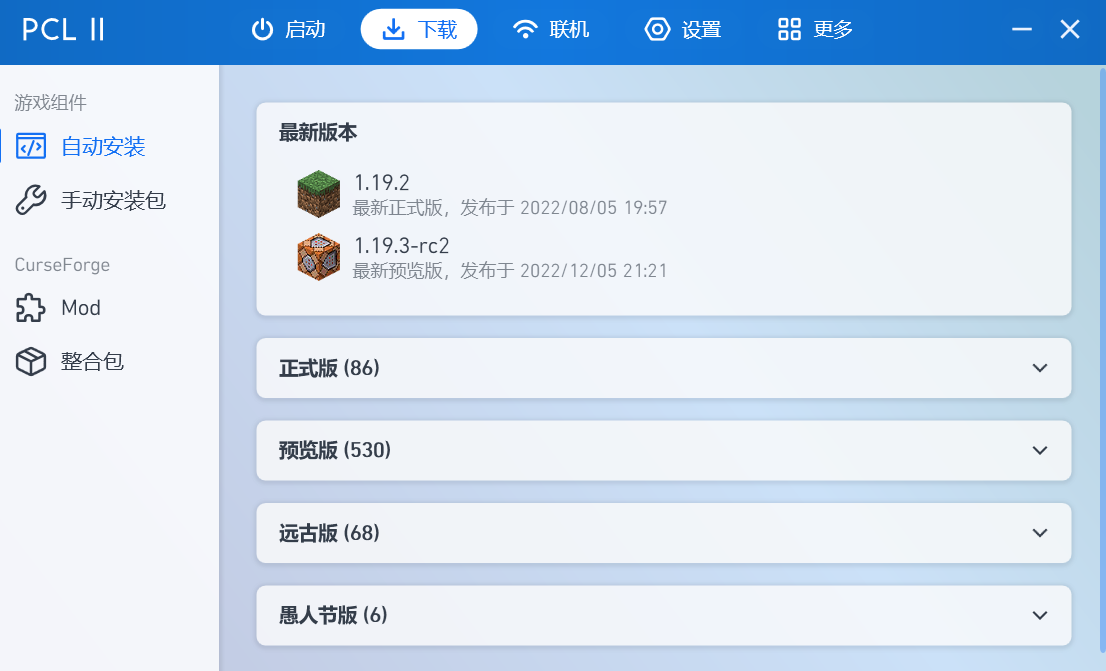 PCL II
启动
下载
联机
设置
更多
游戏组件
自动安装
手动安装包
CurseForge
Mod
整合包
最新版本
1.19.2
最新正式版，发布于 2022/08/05 19:57
1.19.3-rc2
最新预览版，发布于 2022/12/05 21:21
正式版 (86)
预览版 (530)
远古版 (68)
愚人节版 (6)